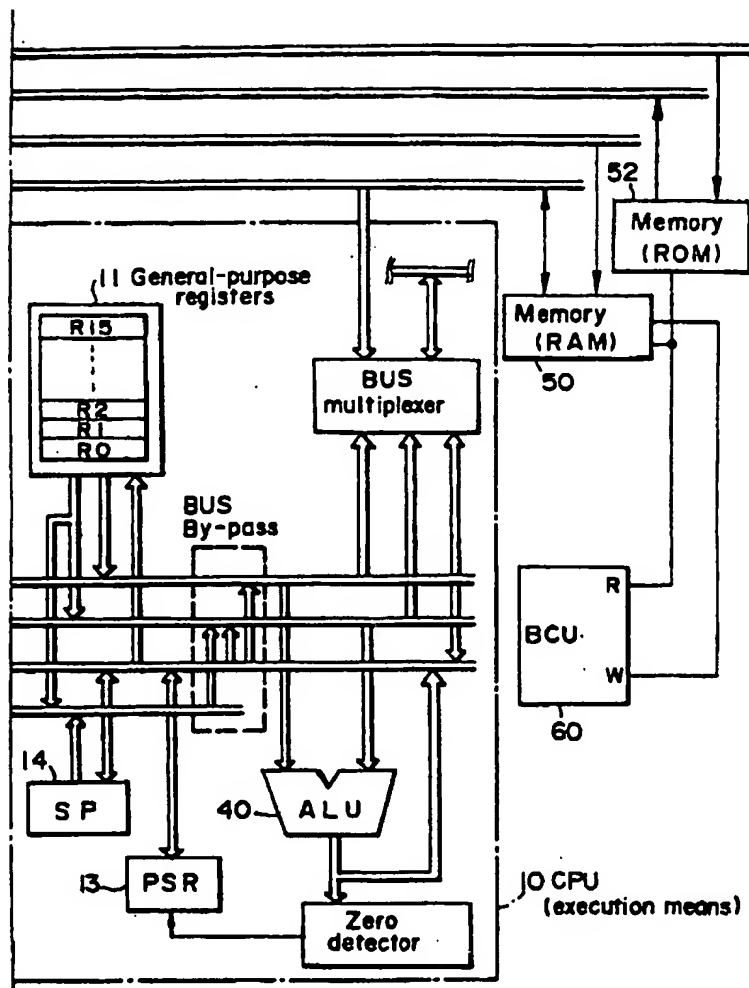 52
Memory
(ROM)
11 General-purpose
registers
R15
R2
R1
R0
Memory
(RAM)
50
BUS
multiplexer
BUS
By-pass
R
BCU
W
60
14
SP
40
ALU
13
PSR
10 CPU
(execution means)
Zero
detector